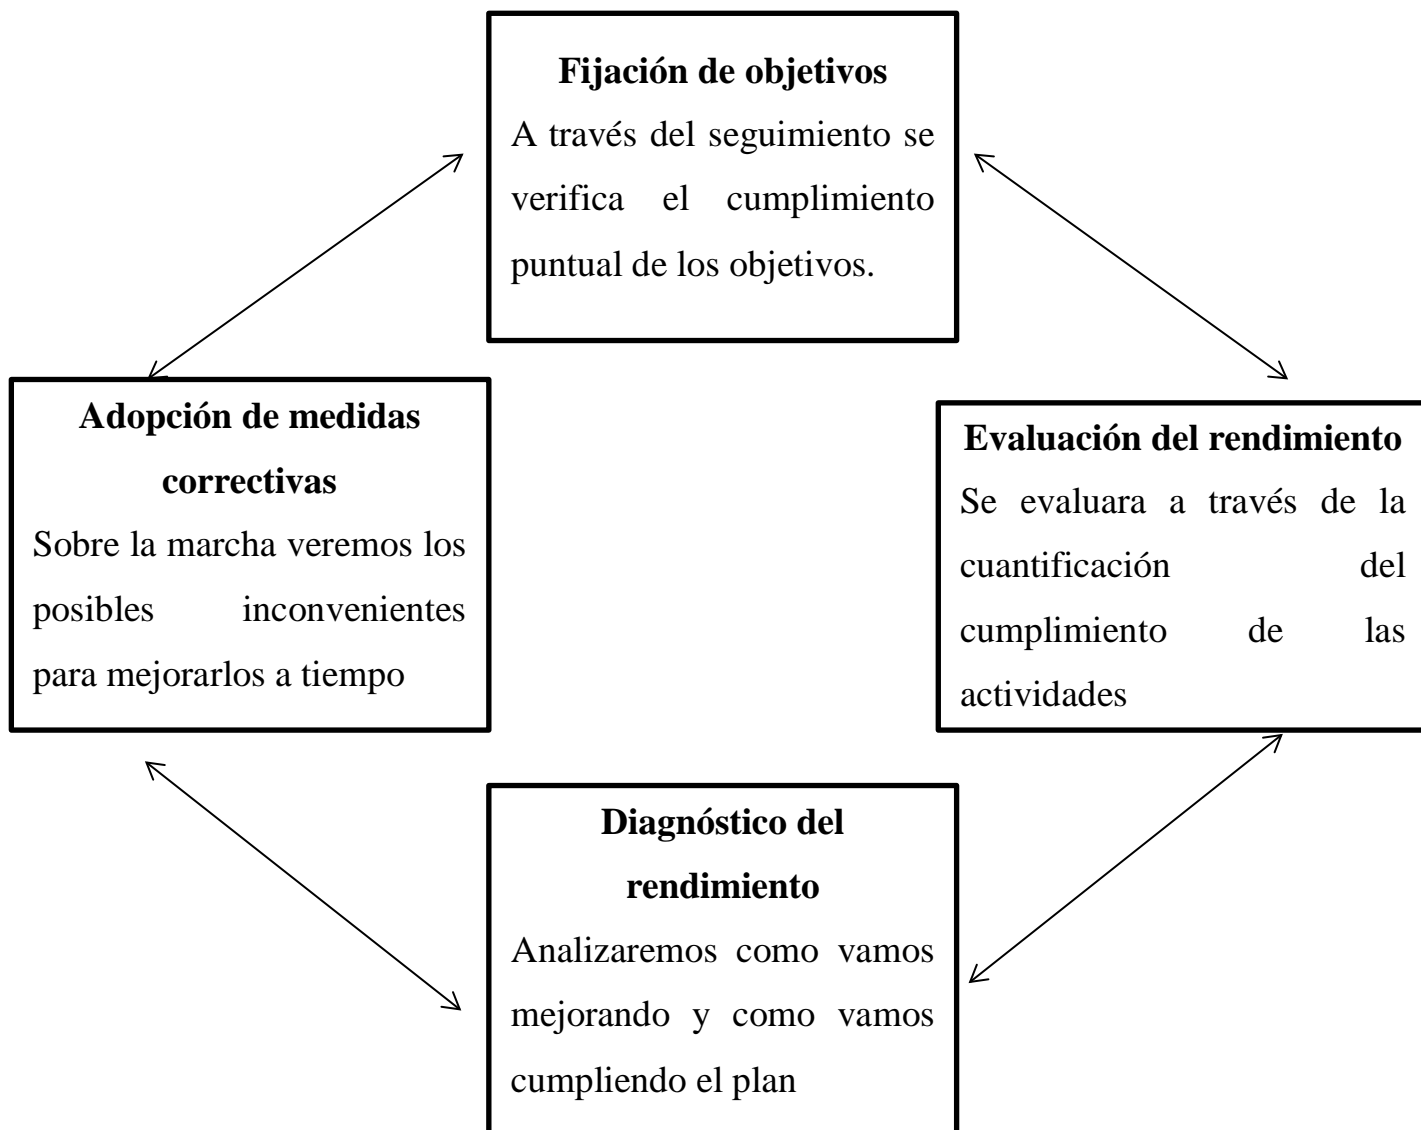 Fijación de objetivos
A través del seguimiento se
verifica el cumplimiento
puntual de los objetivos.
Adopción de medidas
correctivas
Sobre la marcha veremos los
posibles inconvenientes
para mejorarlos a tiempo
Evaluación del rendimiento
Se evaluara a través de la
cuantificación del
cumplimiento de las
actividades
Diagnóstico del
rendimiento
Analizaremos como vamos
mejorando y como vamos
cumpliendo el plan